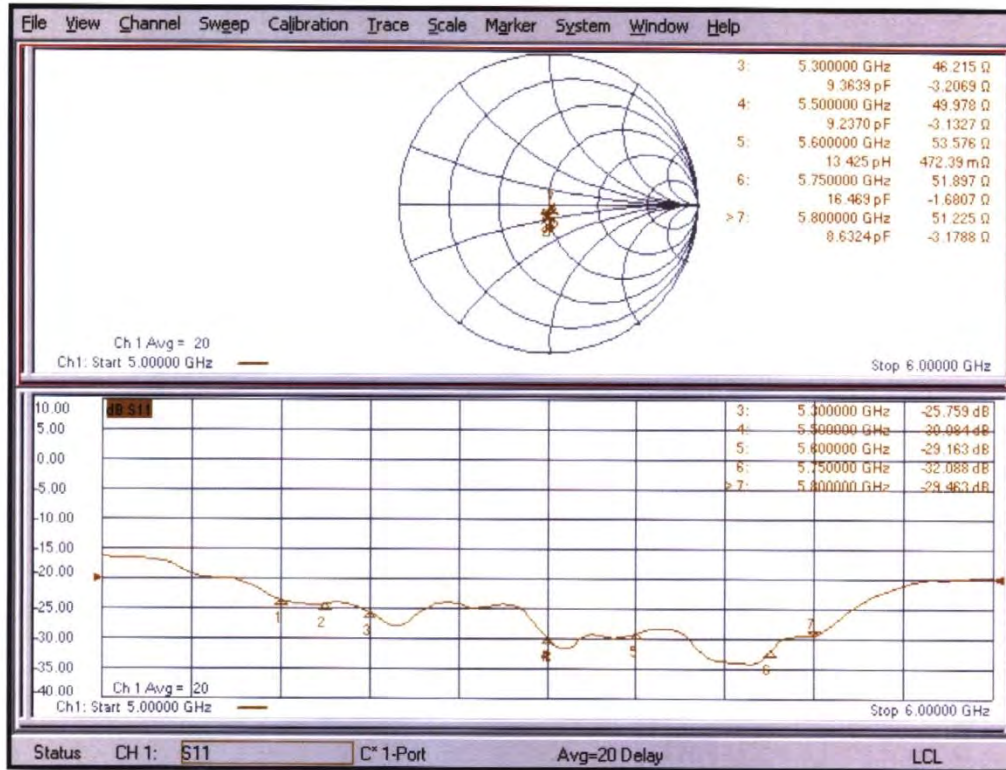 File View Channel Sweep Calibration Trace Scale Marker System Window Help
3: 5.300000 GHz 46.215 Ω
9.3639 pF -3.2069 Ω
4: 5.500000 GHz 49.978 Ω
9.2370 pF -3.1327 Ω
5: 5.600000 GHz 53.576 Ω
13.425 pH 472.39 mΩ
6: 5.750000 GHz 51.897 Ω
16.469 pF -1.6807 Ω
>7: 5.800000 GHz 51.225 Ω
8.6324 pF -3.1788 Ω
Ch 1 Avg = 20
Ch1: Start 5.00000 GHz
Stop 6.00000 GHz
10.00
dB S11
5.00
0.00
-5.00
-10.00
-15.00
-20.00
-25.00
-30.00
-35.00
-40.00
3: 5.300000 GHz -25.759 dB
4: 5.500000 GHz -30.084 dB
5: 5.600000 GHz -29.163 dB
6: 5.750000 GHz -32.088 dB
>7: 5.800000 GHz -29.463 dB
1
2
3
5
6
7
Ch 1 Avg = 20
Ch1: Start 5.00000 GHz
Stop 6.00000 GHz
Status CH 1: S11 C* 1-Port Avg=20 Delay LCL